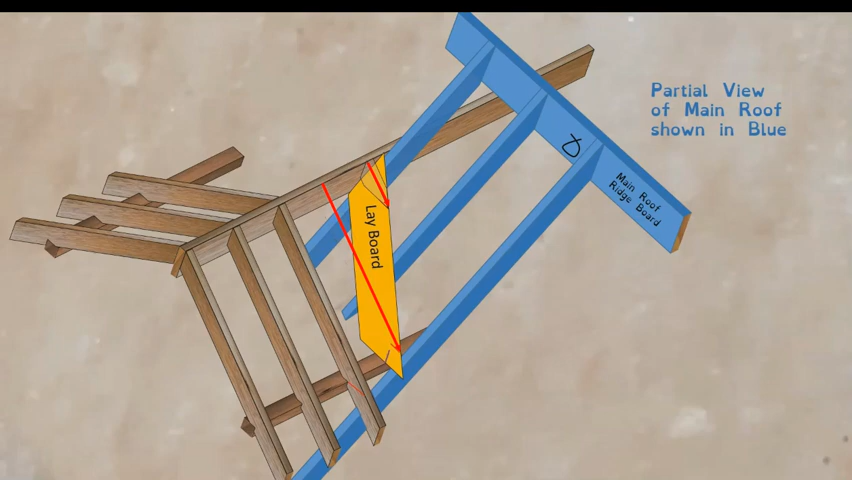 Partial View
of Main Roof
shown in Blue
Main Roof
Ridge Board
Lay Board